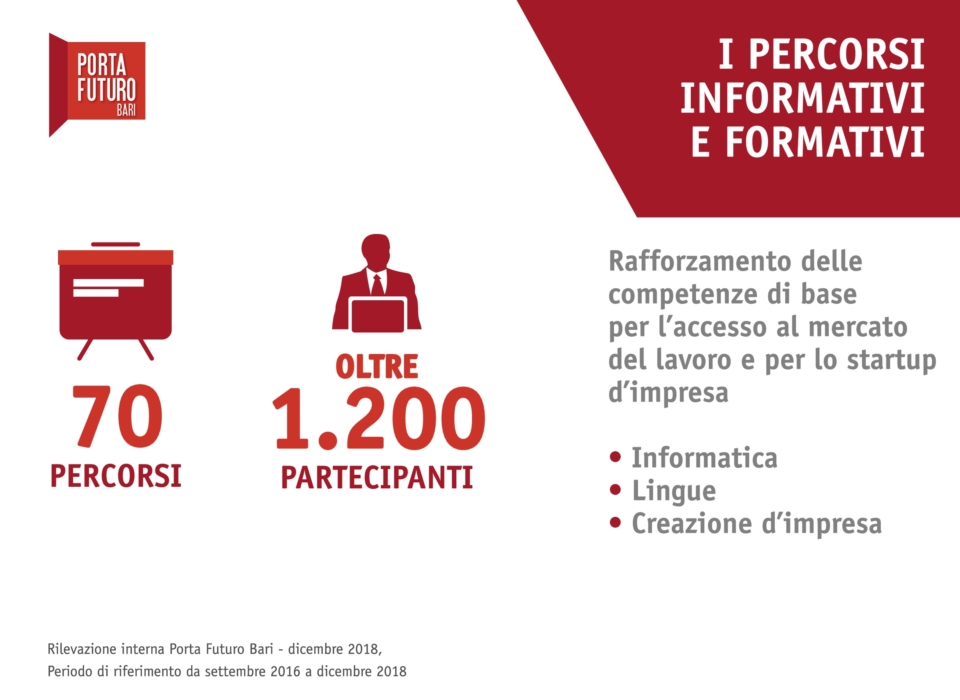 PORTA
FUTURO
BARI
I PERCORSI
INFORMATIVI
E FORMATIVI
70
PERCORSI
OLTRE
1.200
PARTECIPANTI
Rafforzamento delle
competenze di base
per l’accesso al mercato
del lavoro e per lo startup
d’impresa
• Informatica
• Lingue
• Creazione d’impresa
Rilevazione interna Porta Futuro Bari - dicembre 2018,
Periodo di riferimento da settembre 2016 a dicembre 2018